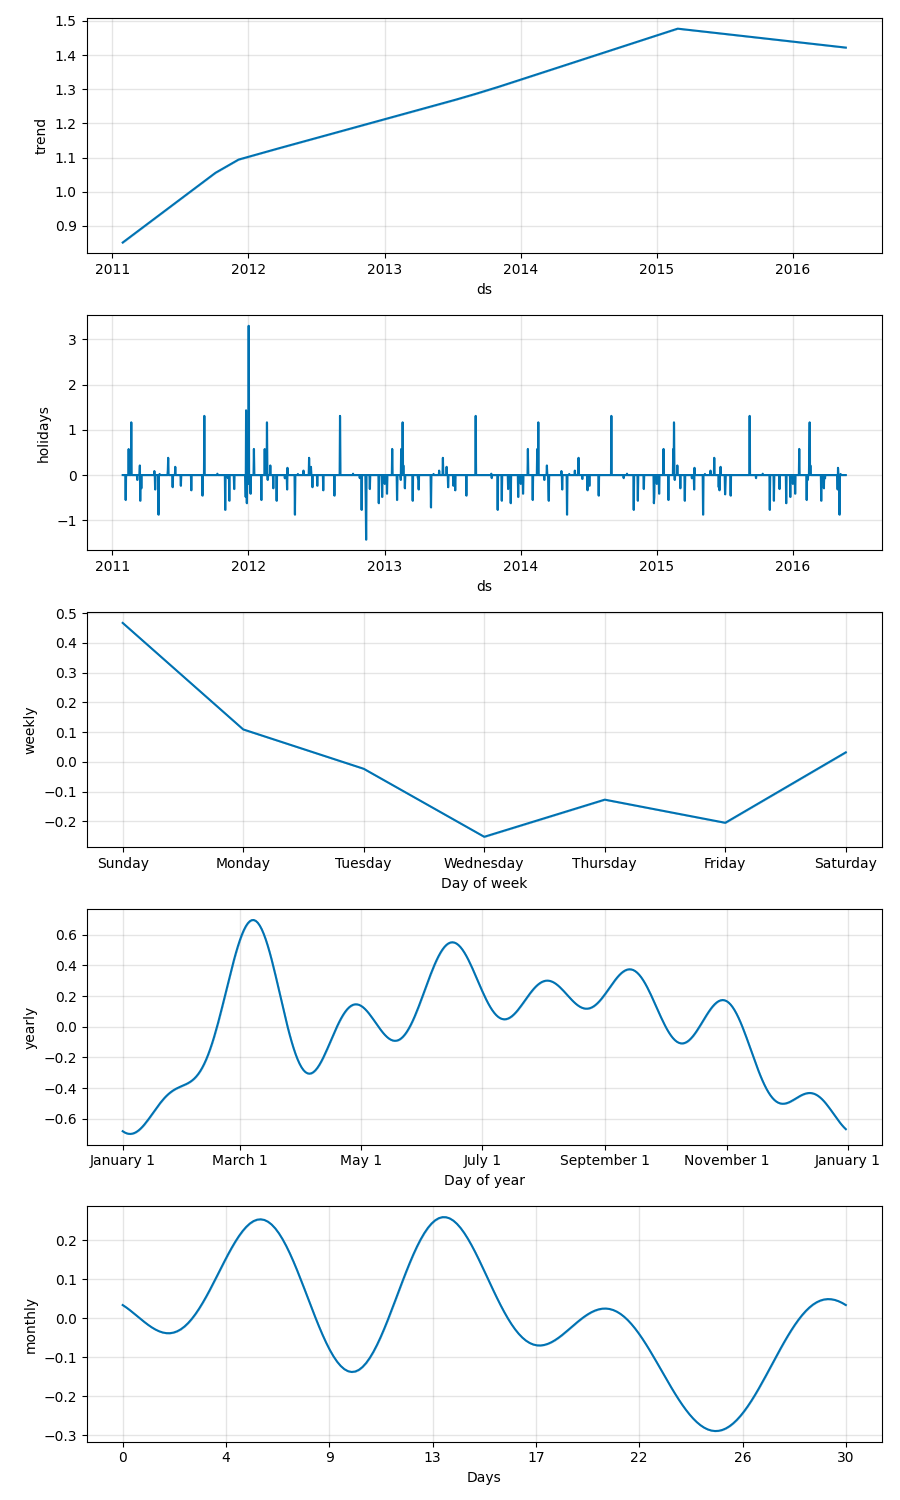 1.5
1.4
1.3
1.2
1.1
1.0
0.9
trend
2011 2012 2013 2014 2015 2016
ds
3
2
1
0
−1
holidays
2011 2012 2013 2014 2015 2016
ds
0.5
0.4
0.3
0.2
0.1
0.0
−0.1
−0.2
weekly
Sunday Monday Tuesday Wednesday Thursday Friday Saturday
Day of week
0.6
0.4
0.2
0.0
−0.2
−0.4
−0.6
yearly
January 1 March 1 May 1 July 1 September 1 November 1 January 1
Day of year
0.2
0.1
0.0
−0.1
−0.2
−0.3
monthly
0 4 9 13 17 22 26 30
Days